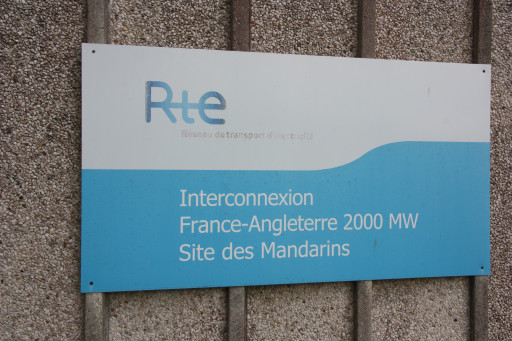 Rte
Réseau de transport d'électricité
Interconnexion
France-Angleterre 2000 MW
Site des Mandarins